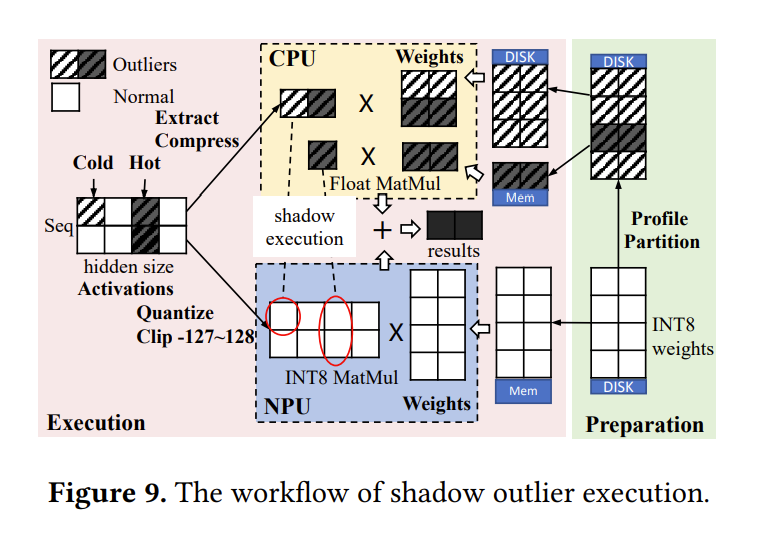 Outliers
Normal
Extract
Compress
Cold Hot
Seq
hidden size
Activations
Quantize
Clip -127~128
Execution
CPU
Weights
X
X
Float MatMul
shadow
execution
+
results
X
INT8 MatMul
NPU
Weights
DISK
Mem
Mem
DISK
Profile
Partition
INT8
weights
DISK
Preparation
Figure 9. The workflow of shadow outlier execution.